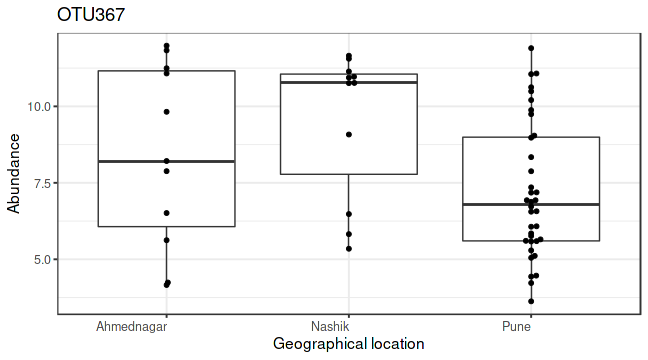 OTU367
Abundance
10.0
7.5
5.0
Ahmednagar Nashik Pune
Geographical location